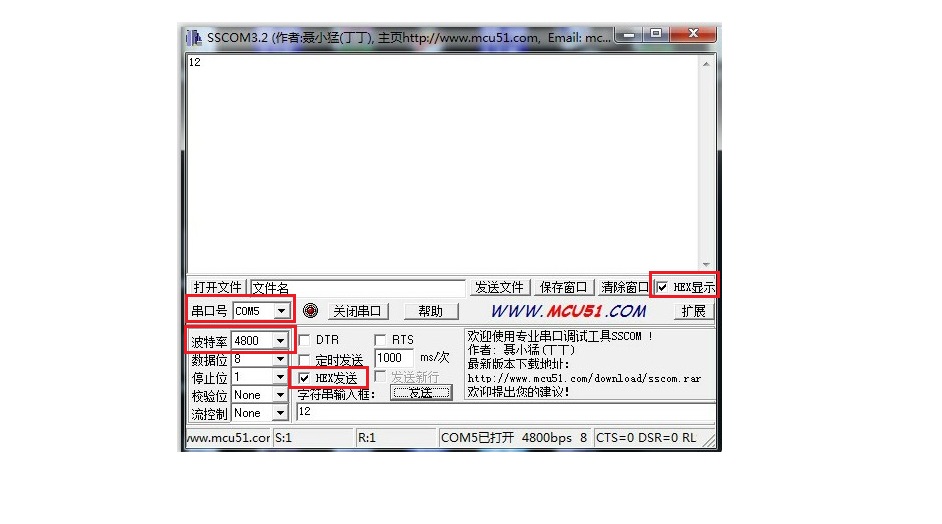 SSCOM3.2 (作者:聂小猛(丁丁), 主页http://www.mcu51.com,  Email: mc...
12
打开文件 文件名 发送文件 保存窗口 清除窗口 HEX显示
串口号 COM5 关闭串口 帮助 WWW.MCU51.COM 扩展
波特率 4800 DTR RTS
数据位 8 定时发送 1000 ms/次
停止位 1 HEX发送 发送新行
校验位 None 字符串输入框: 发送
流控制 None 12
欢迎使用专业串口调试工具SSCOM !
作者: 聂小猛(丁丁)
最新版本下载地址:
http://www.mcu51.com/download/sscom.rar
欢迎提出您的建议!
ww.mcu51.cor S:1 R:1 COM5已打开 4800bps 8 CTS=0 DSR=0 RL